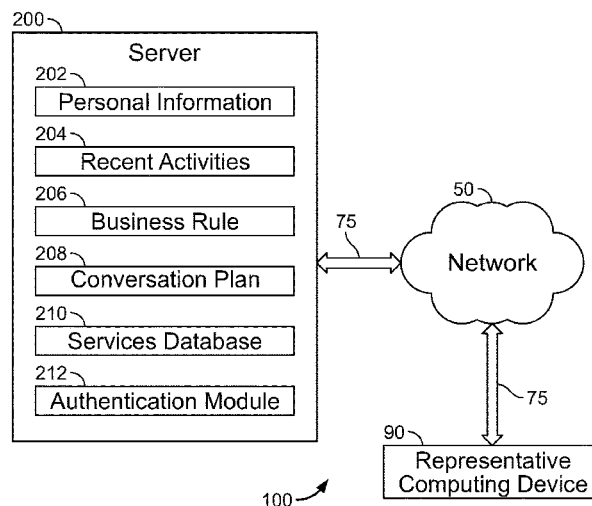 200
Server
202
Personal Information
204
Recent Activities
206
Business Rule
208
Conversation Plan
210
Services Database
212
Authentication Module
75
50
Network
75
90
Representative
Computing Device
100